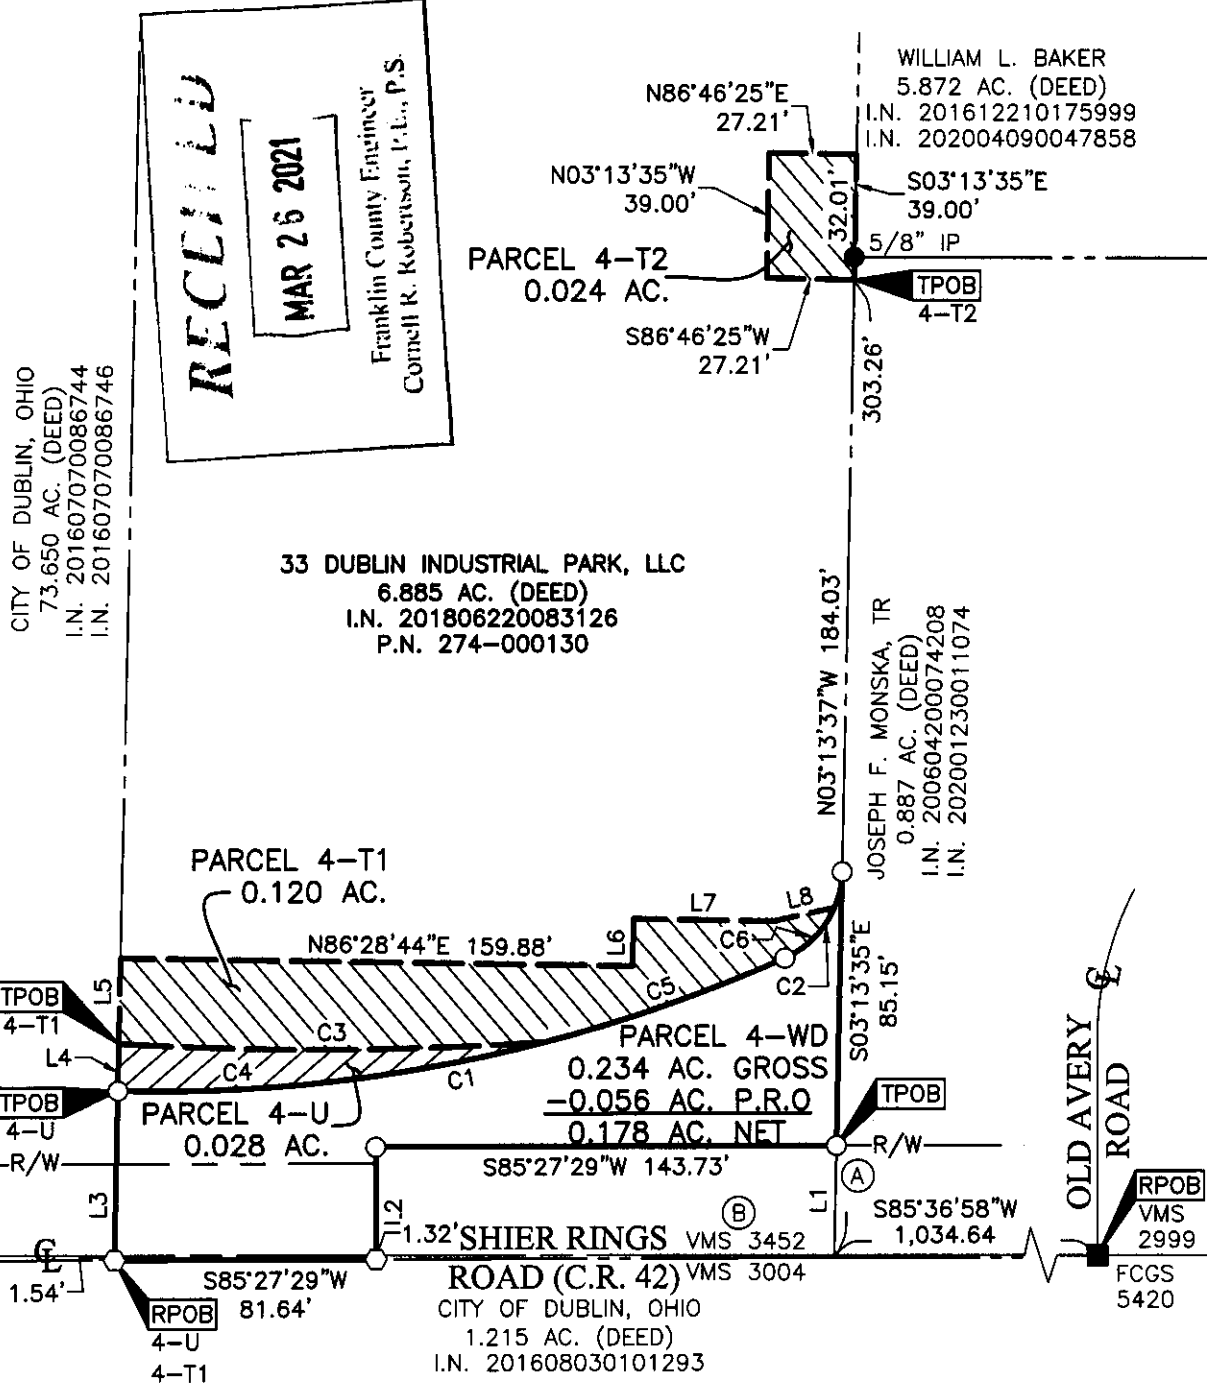 RECEIVED
MAR 26 2021
Franklin County Engineer
Cornell R. Robertson, P.E., P.S.
WILLIAM L. BAKER
5.872 AC. (DEED)
I.N. 201612210175999
I.N. 202004090047858
N86°46'25"E
27.21'
N03°13'35"W
39.00'
32.01'
S03°13'35"E
39.00'
5/8" IP
PARCEL 4-T2
0.024 AC.
TPOB
4-T2
S86°46'25"W
27.21'
303.26'
CITY OF DUBLIN, OHIO
73.650 AC. (DEED)
I.N. 201607070086744
I.N. 201607070086746
33 DUBLIN INDUSTRIAL PARK, LLC
6.885 AC. (DEED)
I.N. 201806220083126
P.N. 274-000130
N03°13'37"W 184.03'
JOSEPH F. MONSKA, TR
0.887 AC. (DEED)
I.N. 200604200074208
I.N. 202001230011074
PARCEL 4-T1
0.120 AC.
L7
L8
L6
C6
N86°28'44"E 159.88'
L5
C5
C2
S03°13'35"E
85.15'
TPOB
4-T1
C3
L4
C4
C1
PARCEL 4-WD
0.234 AC. GROSS
-0.056 AC. P.R.O
0.178 AC. NET
TPOB
4-U
PARCEL 4-U
0.028 AC.
TPOB
R/W
R/W
S85°27'29"W 143.73'
A
L3
L2
L1
B
S85°36'58"W
1,034.64
OLD AVERY
ROAD
CL
RPOB
VMS
2999
FCGS
5420
CL
1.54'
1.32'
SHIER RINGS
ROAD (C.R. 42)
VMS 3452
VMS 3004
S85°27'29"W
81.64'
CITY OF DUBLIN, OHIO
1.215 AC. (DEED)
I.N. 201608030101293
RPOB
4-U
4-T1